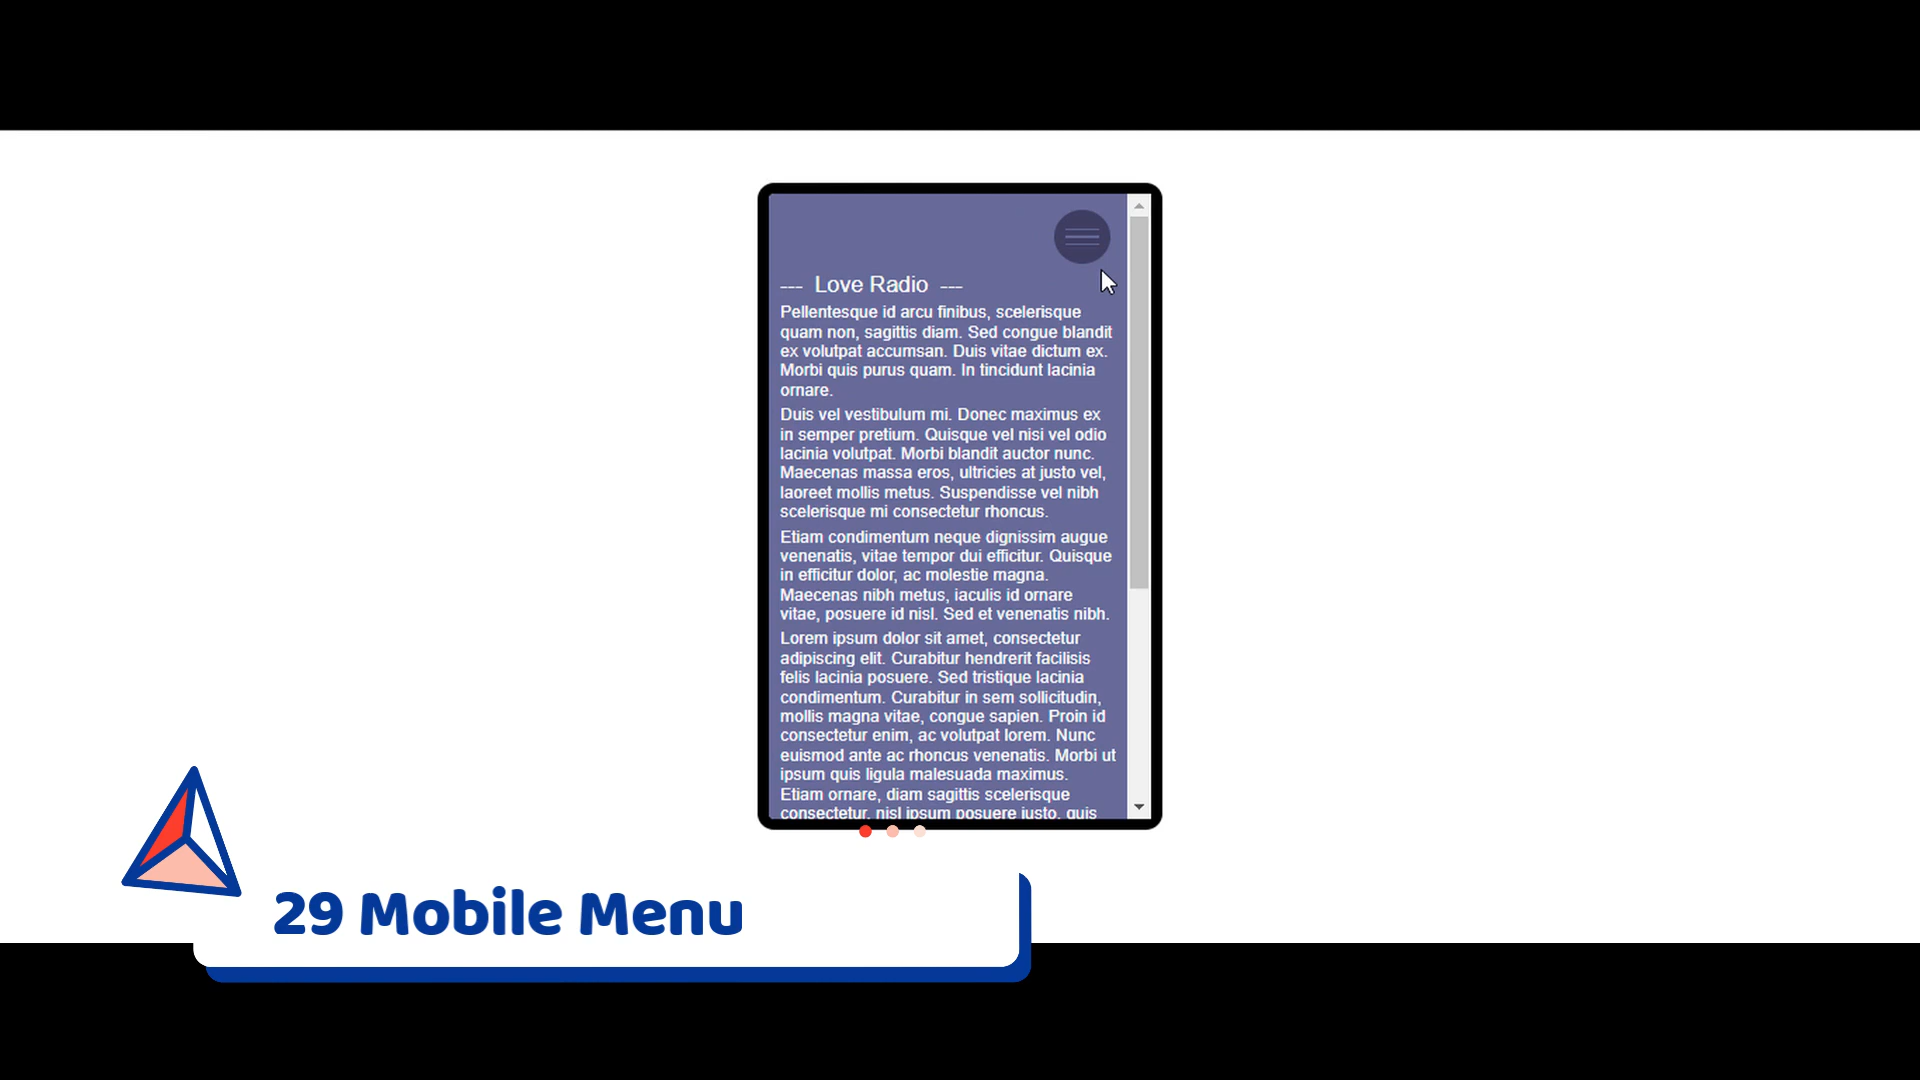 --- Love Radio ---
Pellentesque id arcu finibus, scelerisque
quam non, sagittis diam. Sed congue blandit
ex volutpat accumsan. Duis vitae dictum ex.
Morbi quis purus quam. In tincidunt lacinia
ornare.
Duis vel vestibulum mi. Donec maximus ex
in semper pretium. Quisque vel nisi vel odio
lacinia volutpat. Morbi blandit auctor nunc.
Maecenas massa eros, ultricies at justo vel,
laoreet mollis metus. Suspendisse vel nibh
scelerisque mi consectetur rhoncus.
Etiam condimentum neque dignissim augue
venenatis, vitae tempor dui efficitur. Quisque
in efficitur dolor, ac molestie magna.
Maecenas nibh metus, iaculis id ornare
vitae, posuere id nisl. Sed et venenatis nibh.
Lorem ipsum dolor sit amet, consectetur
adipiscing elit. Curabitur hendrerit facilisis
felis lacinia posuere. Sed tristique lacinia
condimentum. Curabitur in sem sollicitudin,
mollis magna vitae, congue sapien. Proin id
consectetur enim, ac volutpat lorem. Nunc
euismod ante ac rhoncus venenatis. Morbi ut
ipsum quis ligula malesuada maximus.
Etiam ornare, diam sagittis scelerisque
consectetur, nisl ipsum posuere justo, quis
29 Mobile Menu